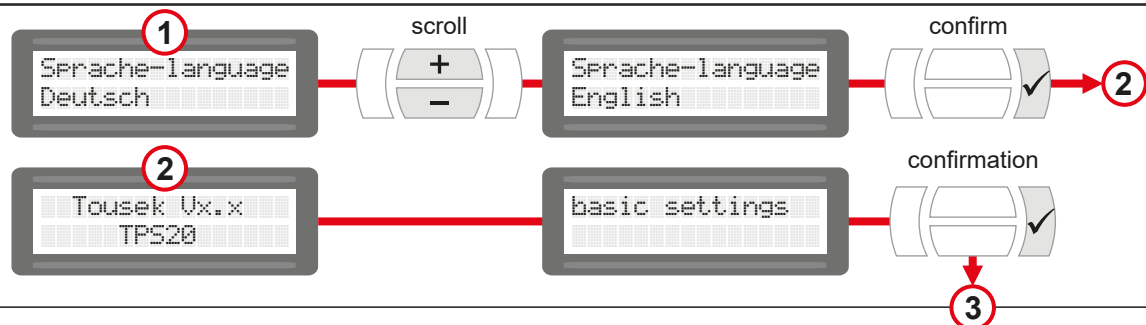 1
scroll
confirm
Sprache-language
Deutsch
+
−
Sprache-language
English
✓
2
2
confirmation
Tousek Vx.x
TPS20
basic settings
✓
3